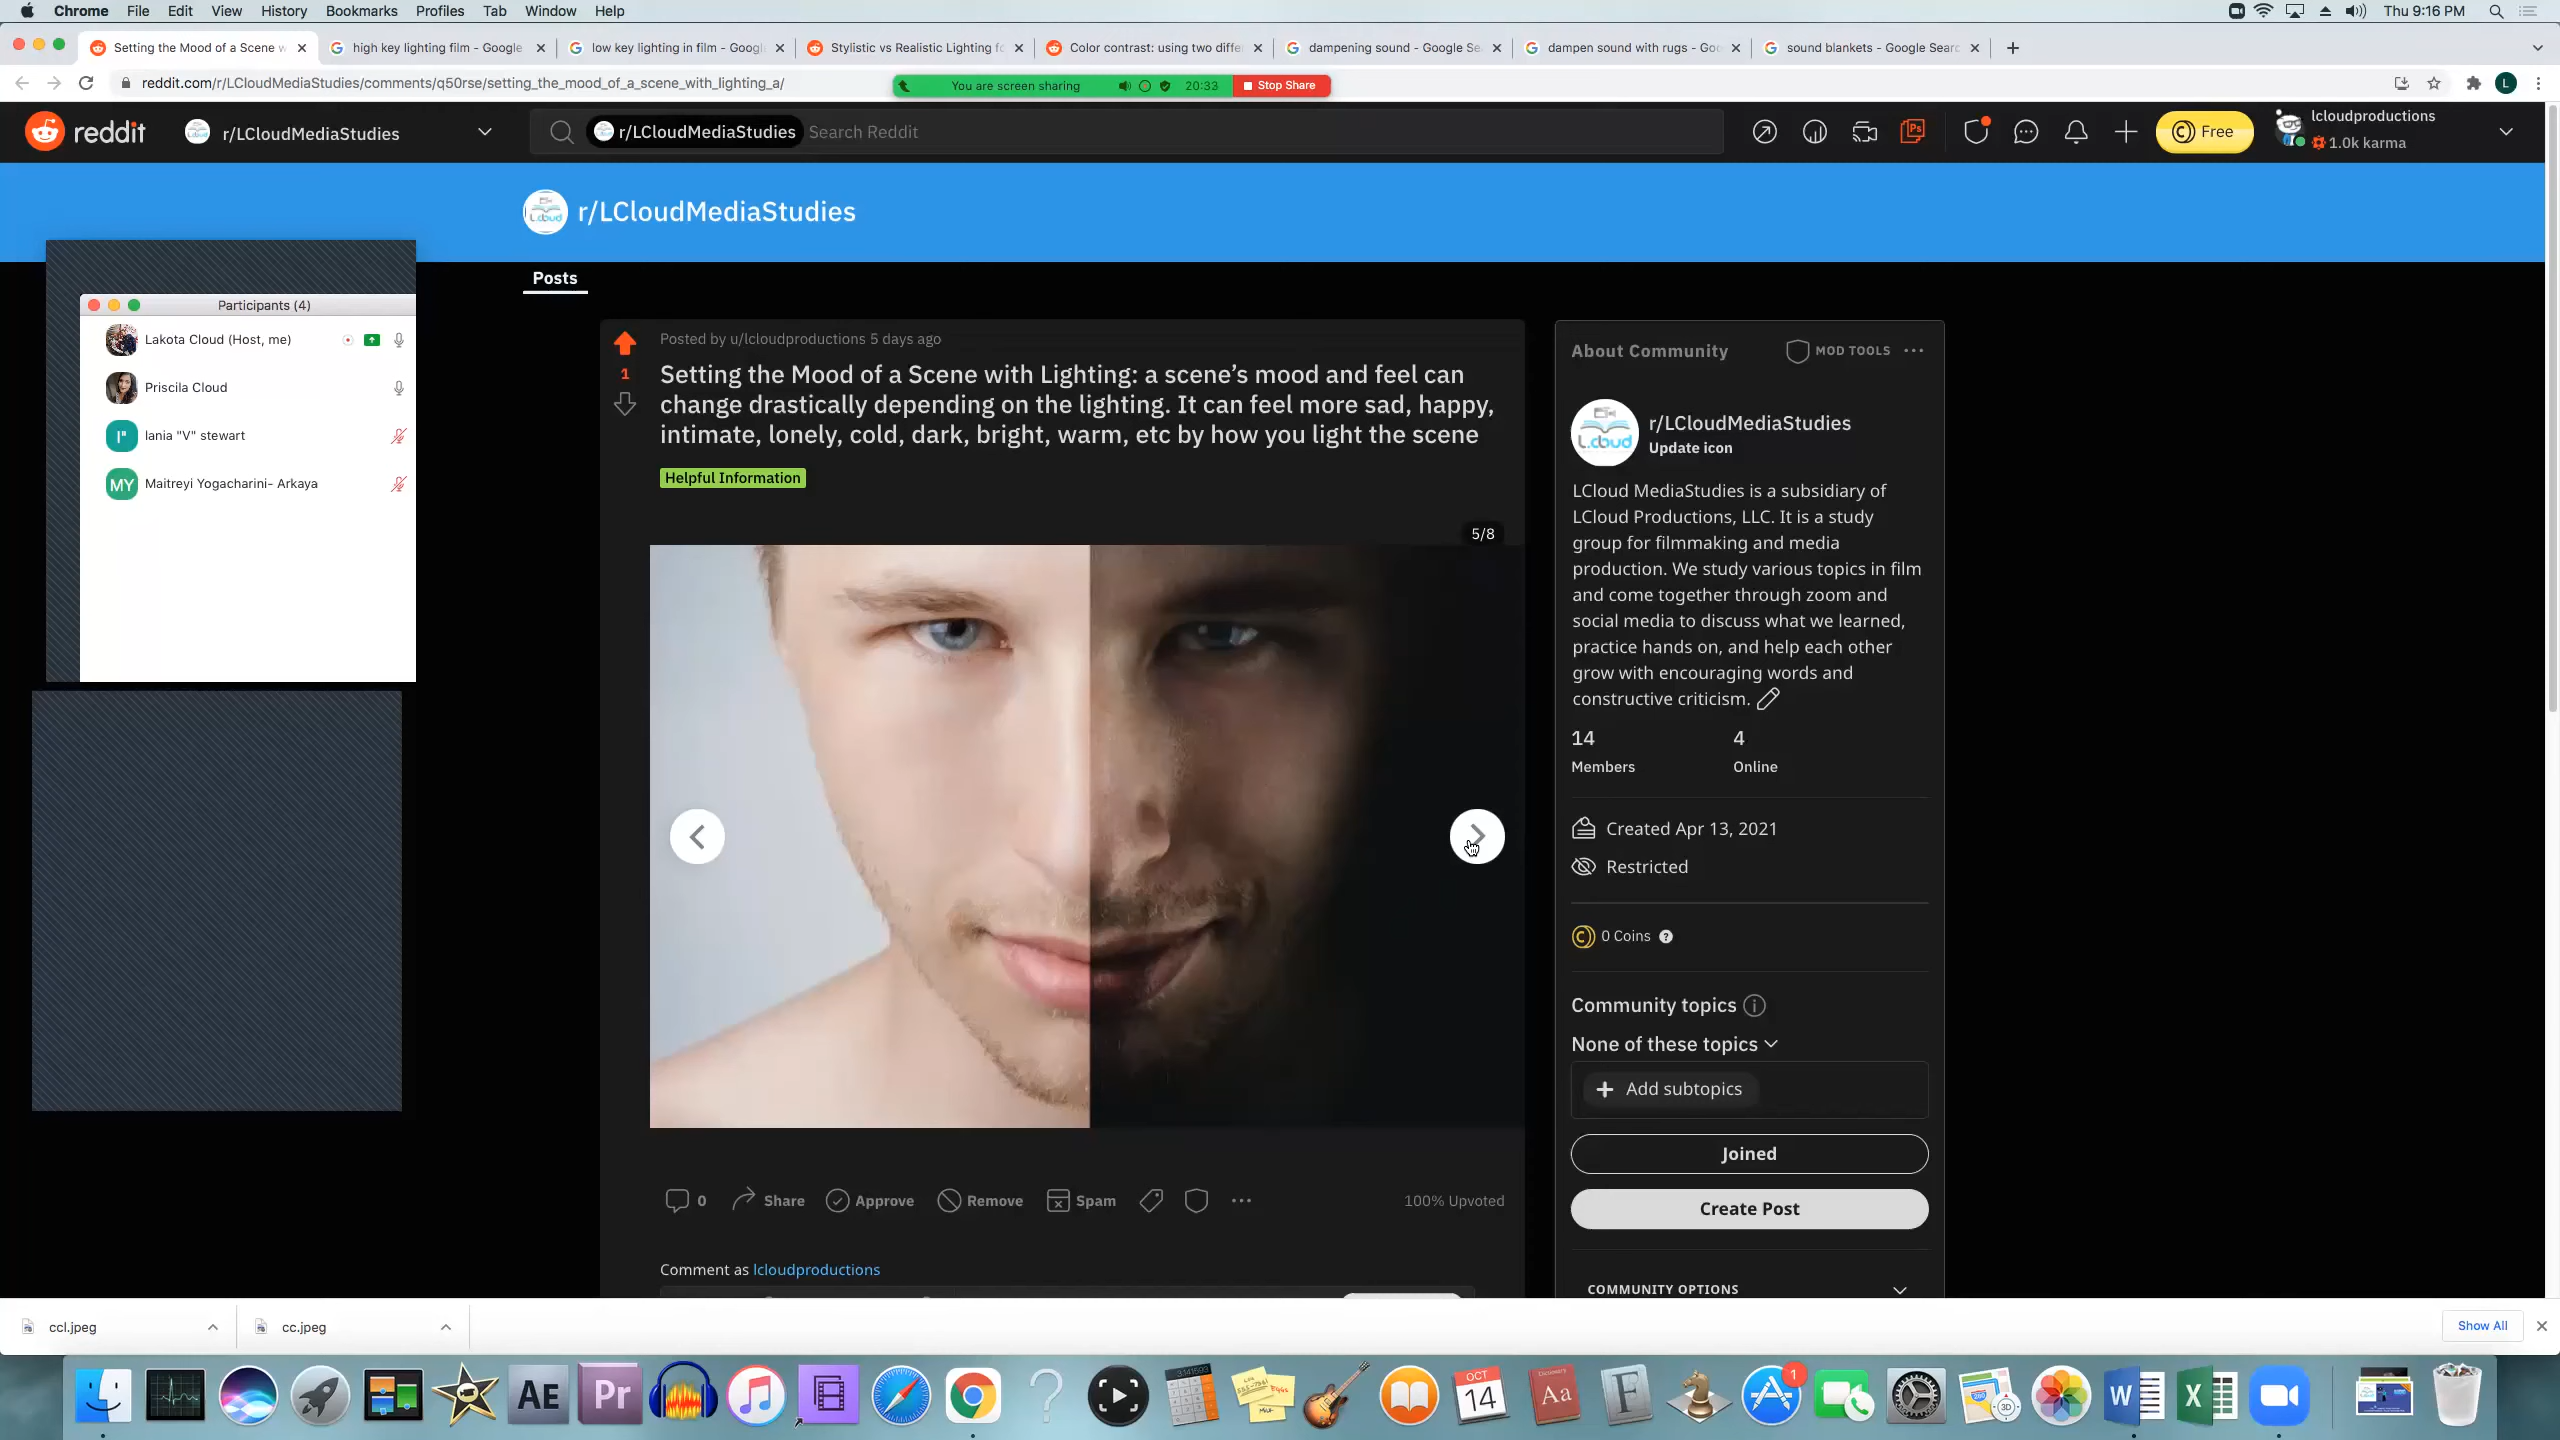 Chrome File Edit View History Bookmarks Profiles Tab Window Help
Thu 9:16 PM
Setting the Mood of a Scene w
high key lighting film - Google
low key lighting in film - Googl
Stylistic vs Realistic Lighting fo
Color contrast: using two differ
dampening sound - Google Se
dampen sound with rugs - Goo
sound blankets - Google Searc
reddit.com/r/LCloudMediaStudies/comments/q50rse/setting_the_mood_of_a_scene_with_lighting_a/
You are screen sharing
20:33
Stop Share
reddit
r/LCloudMediaStudies
r/LCloudMediaStudies
Search Reddit
Free
lcloudproductions
1.0k karma
r/LCloudMediaStudies
Posts
Participants (4)
Lakota Cloud (Host, me)
Priscila Cloud
I"
Iania "V" stewart
MY
Maitreyi Yogacharini- Arkaya
Posted by u/lcloudproductions 5 days ago
1
Setting the Mood of a Scene with Lighting: a scene's mood and feel can
change drastically depending on the lighting. It can feel more sad, happy,
intimate, lonely, cold, dark, bright, warm, etc by how you light the scene
Helpful Information
5/8
0
Share
Approve
Remove
Spam
100% Upvoted
Comment as lcloudproductions
About Community
MOD TOOLS
L.cloud
r/LCloudMediaStudies
Update icon
LCloud MediaStudies is a subsidiary of
LCloud Productions, LLC. It is a study
group for filmmaking and media
production. We study various topics in film
and come together through zoom and
social media to discuss what we learned,
practice hands on, and help each other
grow with encouraging words and
constructive criticism.
14
Members
4
Online
Created Apr 13, 2021
Restricted
0 Coins
Community topics
None of these topics
Add subtopics
Joined
Create Post
COMMUNITY OPTIONS
ccl.jpeg
cc.jpeg
Show All
AE
Pr
OCT
14
Aa
F
1
W
X